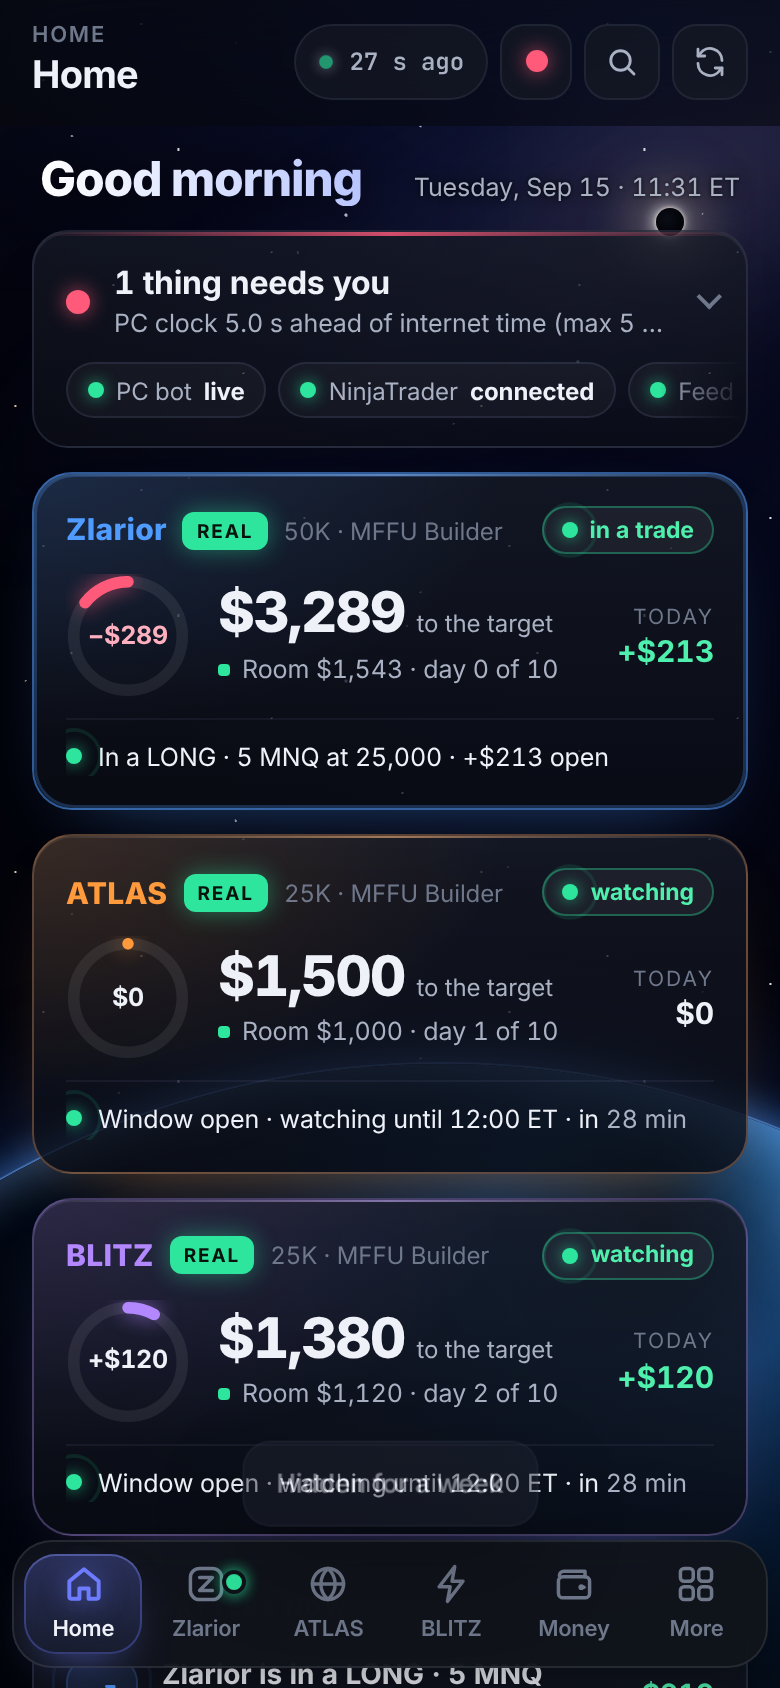 HOME
Home
27 s ago
Good morning
Tuesday, Sep 15 · 11:31 ET
1 thing needs you
PC clock 5.0 s ahead of internet time (max 5 ...
PC bot live
NinjaTrader connected
Feed
Zlarior REAL 50K · MFFU Builder in a trade
−$289
$3,289 to the target
Room $1,543 · day 0 of 10
TODAY
+$213
In a LONG · 5 MNQ at 25,000 · +$213 open
ATLAS REAL 25K · MFFU Builder watching
$0
$1,500 to the target
Room $1,000 · day 1 of 10
TODAY
$0
Window open · watching until 12:00 ET · in 28 min
BLITZ REAL 25K · MFFU Builder watching
+$120
$1,380 to the target
Room $1,120 · day 2 of 10
TODAY
+$120
Window open · watching until 12:00 ET · in 28 min
Hidden for a week
Home
Zlarior
ATLAS
BLITZ
Money
More
Zlarior is in a LONG · 5 MNQ